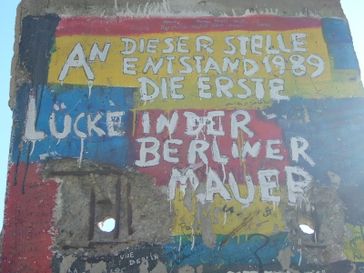 AN DIESER STELLE
ENTSTAND 1989
DIE ERSTE
LÜCKE IN DER
BERLINER
MAUER